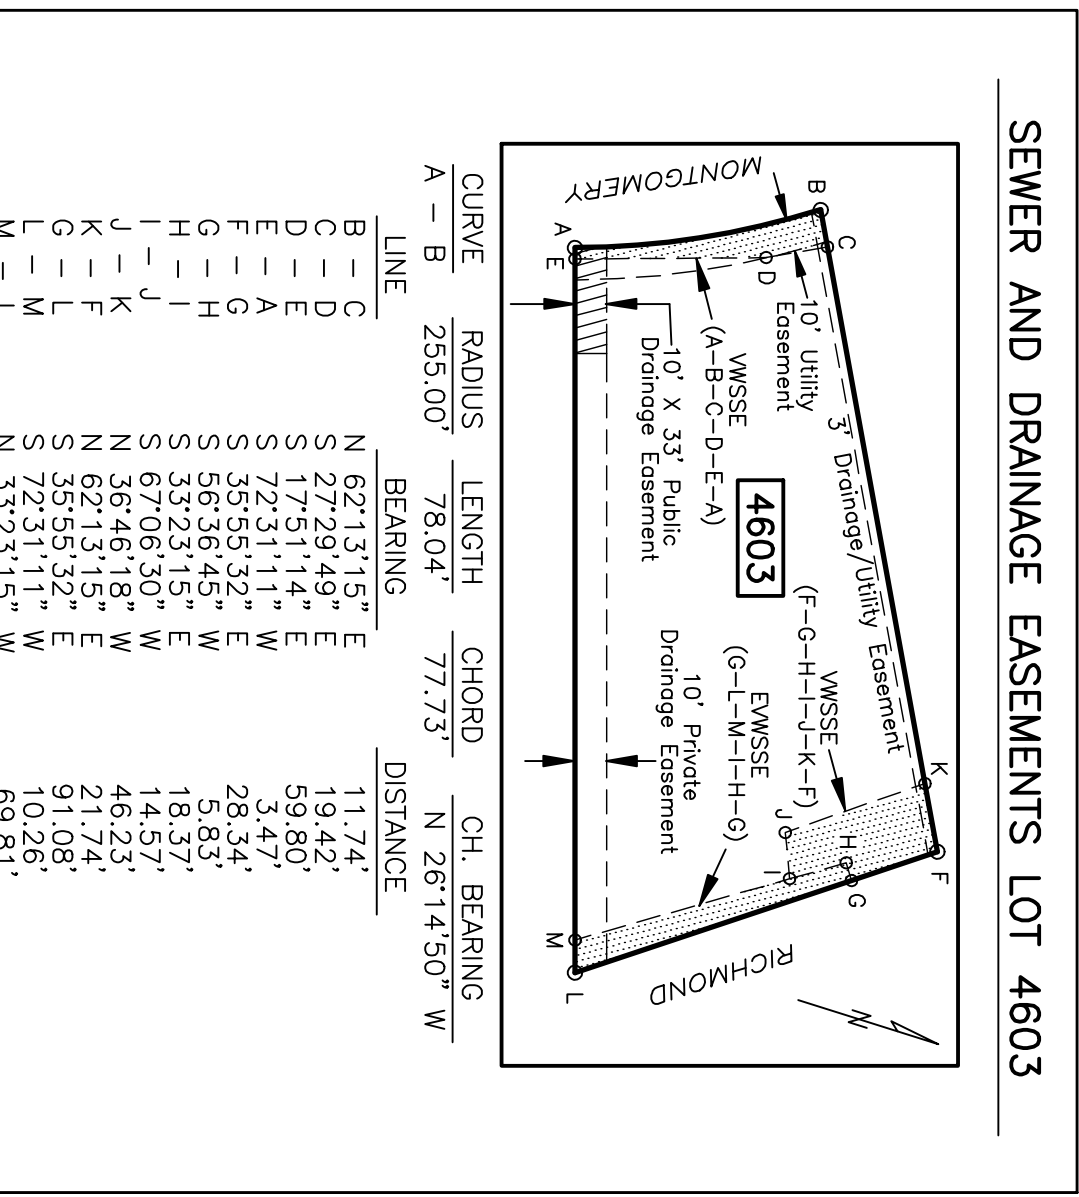 SEWER AND DRAINAGE EASEMENTS LOT 4603
MONTGOMERY
RICHMOND
N
A
B
C
D
E
F
G
H
I
J
K
L
M
10' Utility
Easement
3' Drainage/Utility Easement
VWSSE
(A-B-C-D-E-A)
4603
VWSSE
(F-G-H-I-J-K-F)
10' X 33' Public
Drainage Easement
EVWSSE
(G-L-M-I-H-G)
10' Private
Drainage Easement
CURVE RADIUS LENGTH CHORD CH. BEARING
A - B 255.00' 78.04' 77.73' N 26°14'50" W
LINE BEARING DISTANCE
B - C N 62°13'15" E 11.74'
C - D S 27°29'49" E 19.42'
D - E S 17°51'14" E 59.80'
E - A S 72°31'11" W 3.47'
F - G S 35°55'32" E 28.34'
G - H S 56°36'45" W 5.83'
H - I S 33°23'15" E 18.37'
I - J S 67°06'30" W 14.57'
J - K N 36°46'18" W 46.23'
K - F N 62°13'15" E 21.74'
G - L S 35°55'32" E 91.08'
L - M S 72°31'11" W 10.26'
M - I N 33°23'15" W 69.81'